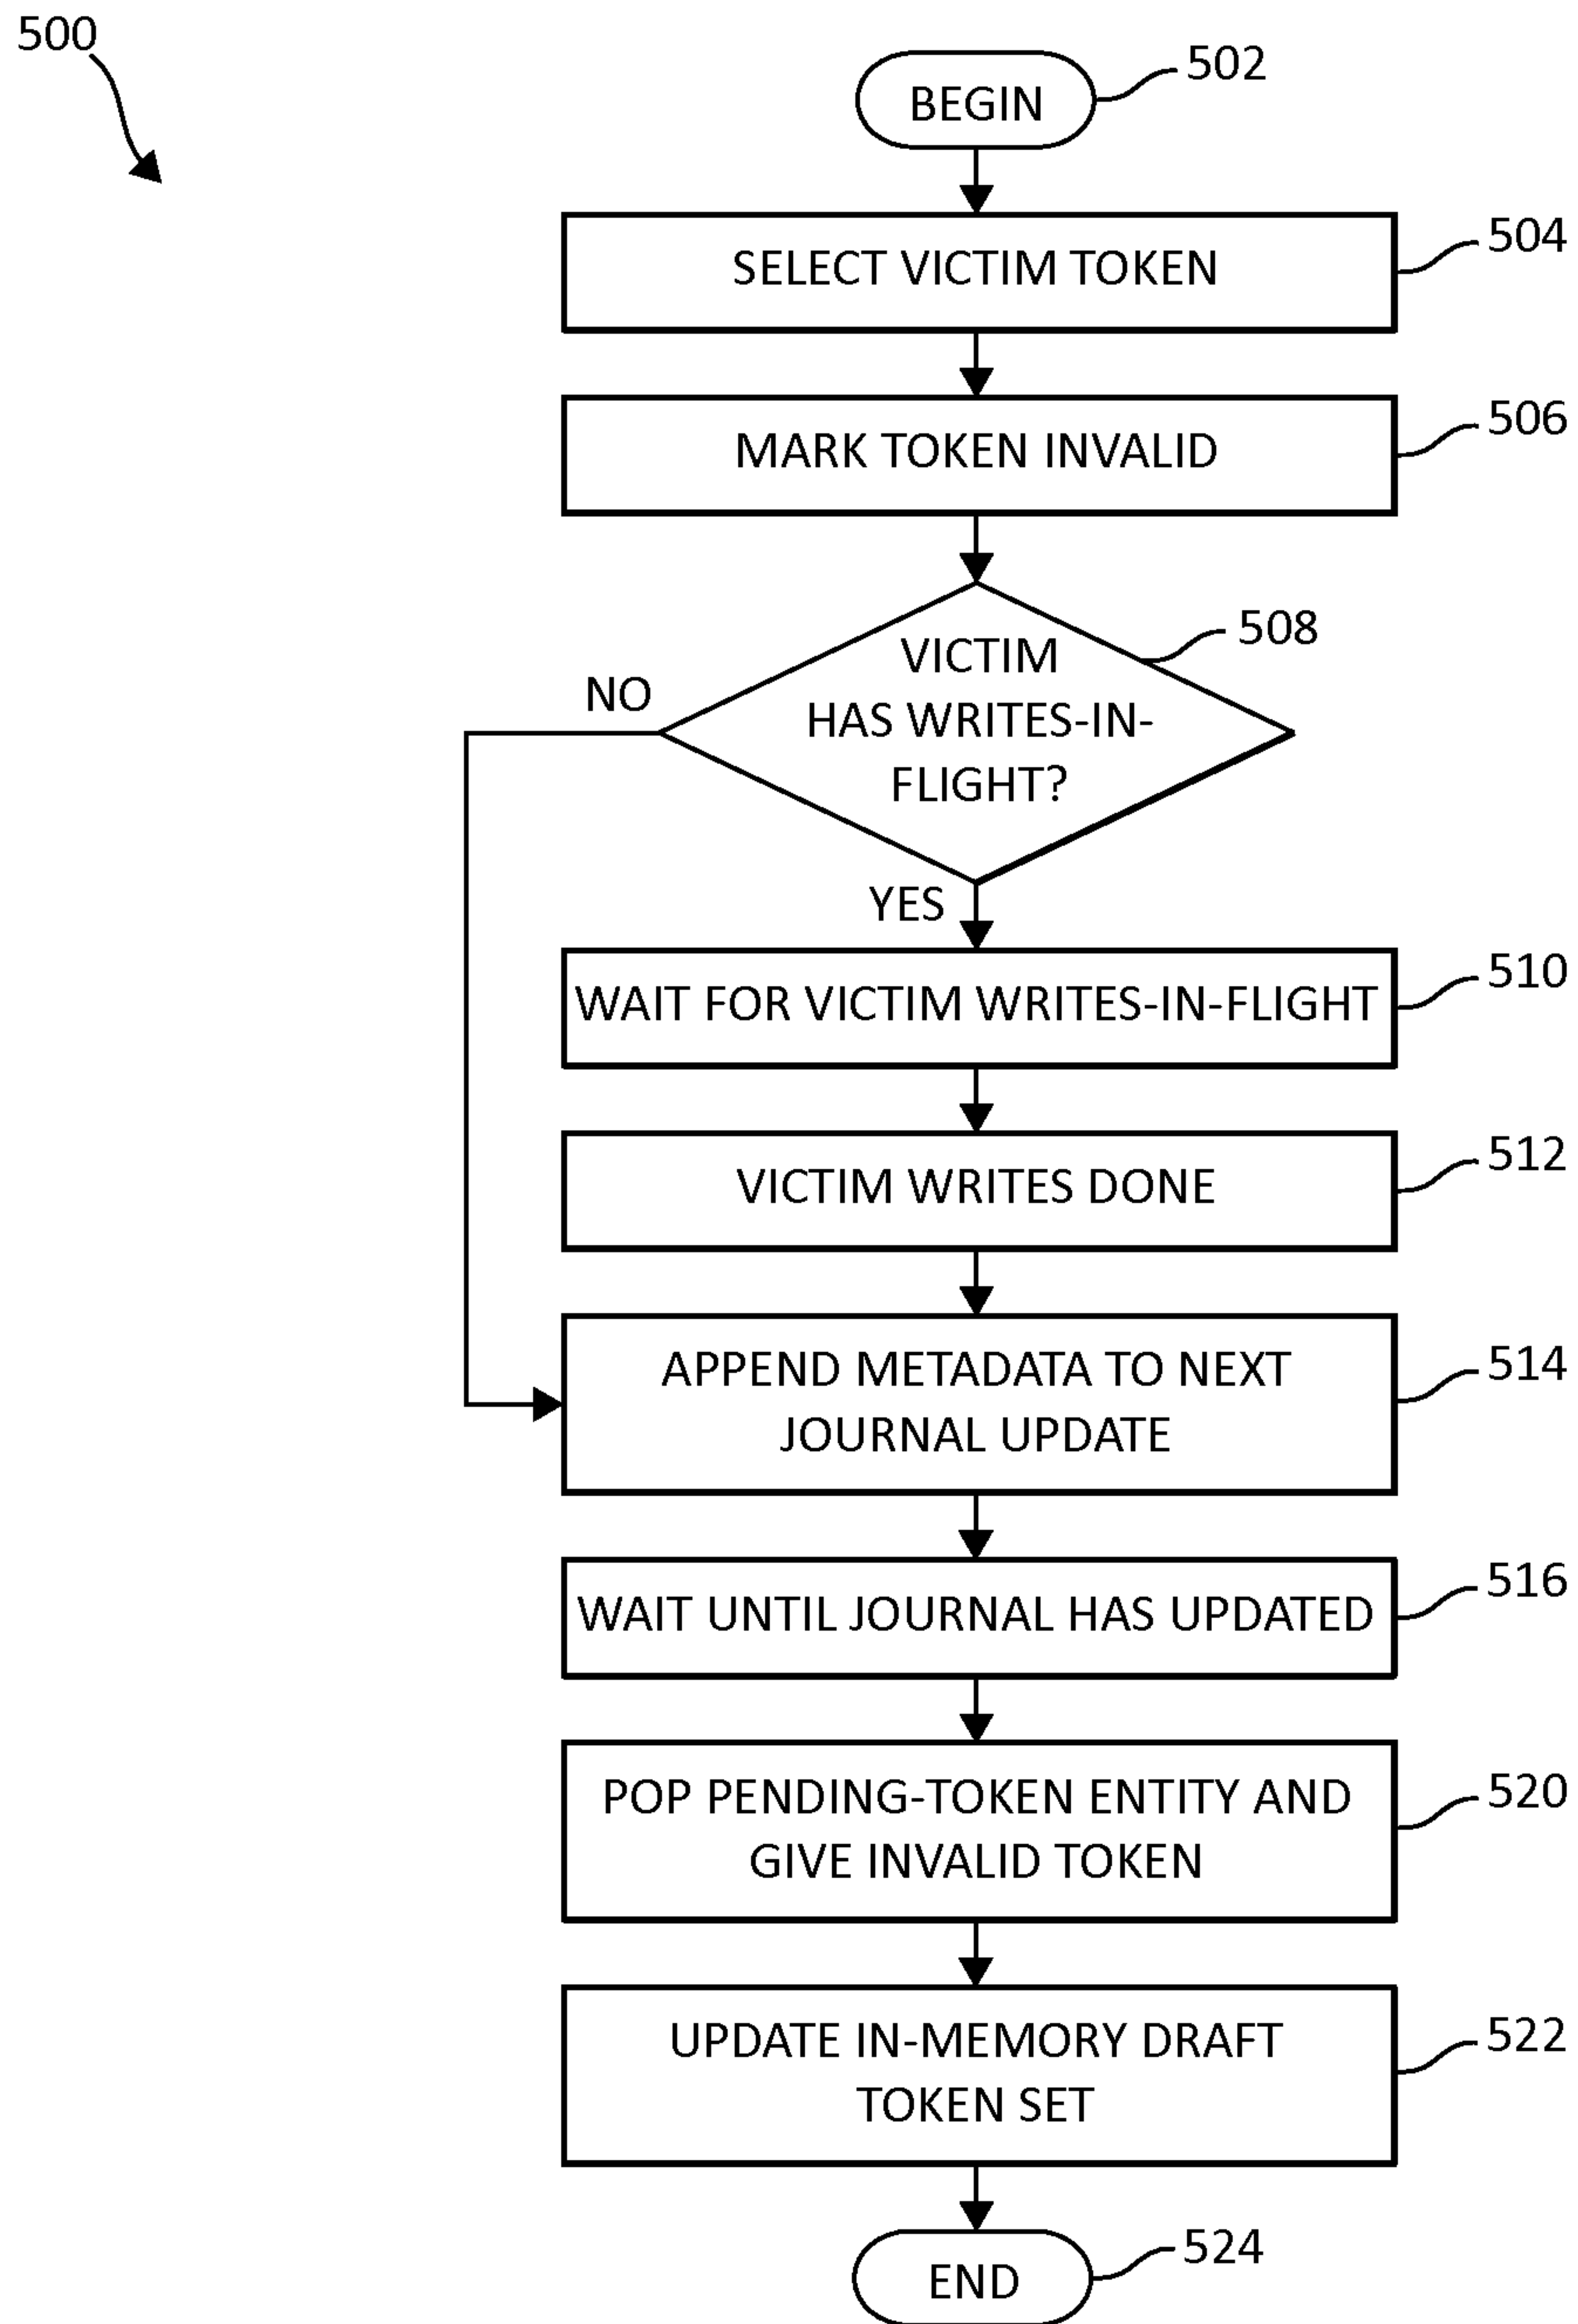 500
BEGIN
502
SELECT VICTIM TOKEN
504
MARK TOKEN INVALID
506
VICTIM
HAS WRITES-IN-
FLIGHT?
508
NO
YES
WAIT FOR VICTIM WRITES-IN-FLIGHT
510
VICTIM WRITES DONE
512
APPEND METADATA TO NEXT
JOURNAL UPDATE
514
WAIT UNTIL JOURNAL HAS UPDATED
516
POP PENDING-TOKEN ENTITY AND
GIVE INVALID TOKEN
520
UPDATE IN-MEMORY DRAFT
TOKEN SET
522
END
524